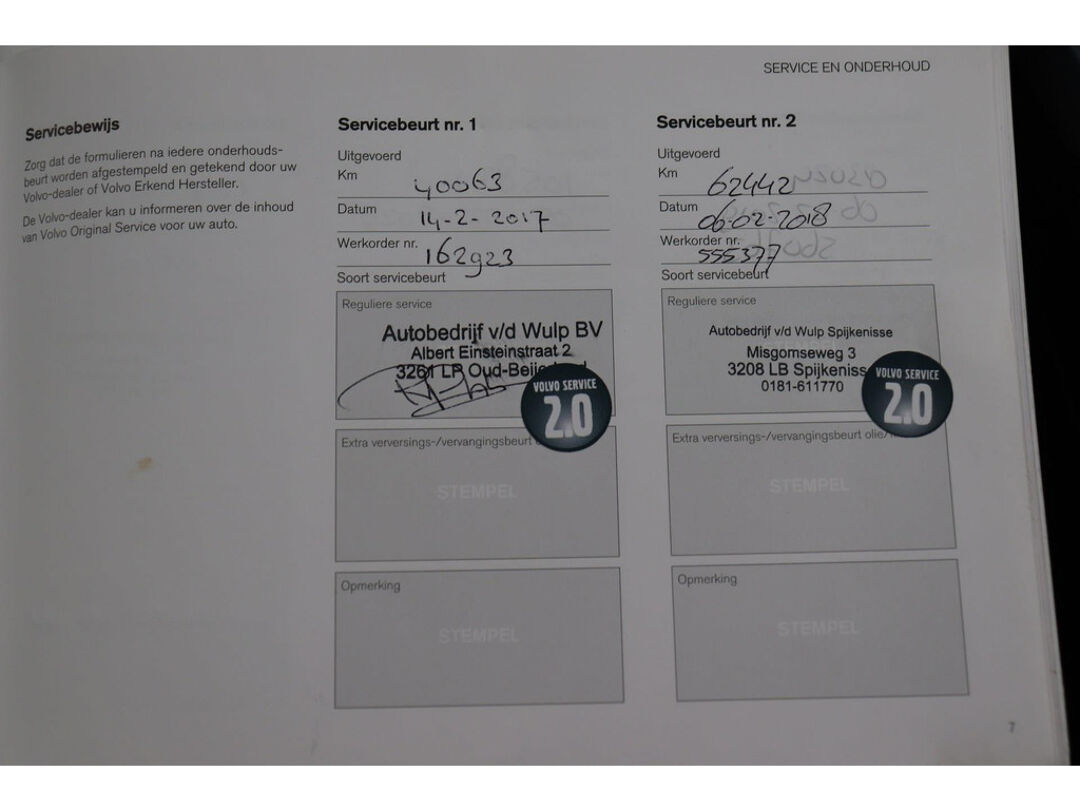 SERVICE EN ONDERHOUD
Servicebewijs
Zorg dat de formulieren na iedere onderhouds-
beurt worden afgestempeld en getekend door uw
Volvo-dealer of Volvo Erkend Hersteller.
De Volvo-dealer kan u informeren over de inhoud
van Volvo Original Service voor uw auto.
Servicebeurt nr. 1
Uitgevoerd
Km 40063
Datum 14-2-2017
Werkorder nr. 162923
Soort servicebeurt
Reguliere service
Autobedrijf v/d Wulp BV
Albert Einsteinstraat 2
3261 LP Oud-Beije
VOLVO SERVICE
2.0
Extra verversings-/vervangingsbeurt
STEMPEL
Opmerking
STEMPEL
Servicebeurt nr. 2
Uitgevoerd
Km 62442
Datum 06-02-2018
Werkorder nr. 555377
Soort servicebeurt
Reguliere service
Autobedrijf v/d Wulp Spijkenisse
Misgomseweg 3
3208 LB Spijkeniss
0181-611770
VOLVO SERVICE
2.0
Extra verversings-/vervangingsbeurt olie/
STEMPEL
Opmerking
STEMPEL
7